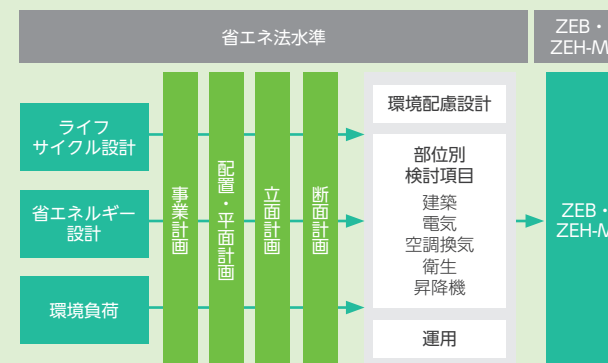 省エネ法水準
ZEB・
ZEH-M
ライフ
サイクル設計
省エネルギー
設計
環境負荷
事業計画
配置・平面計画
立面計画
断面計画
環境配慮設計
部位別
検討項目
建築
電気
空調換気
衛生
昇降機
運用
ZEB・
ZEH-M